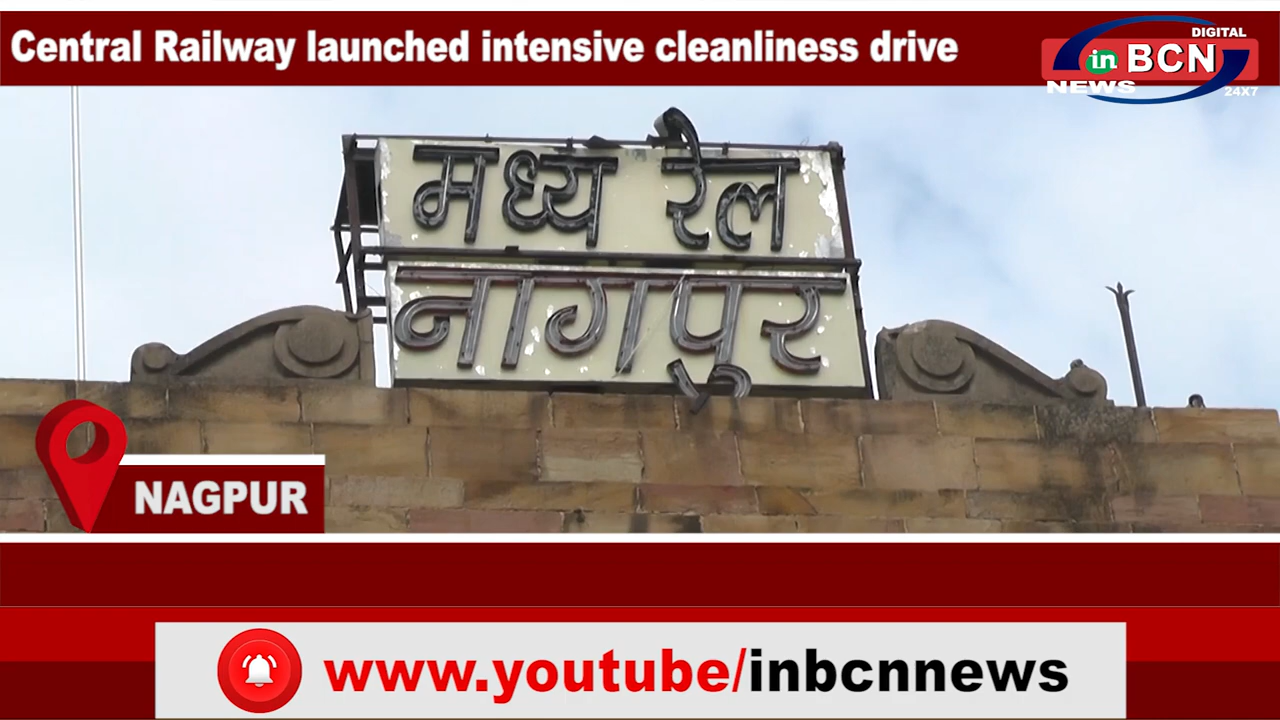 Central Railway launched intensive cleanliness drive
DIGITAL
in BCN
NEWS
24X7
मध्य रेल
नागपुर
NAGPUR
www.youtube/inbcnnews